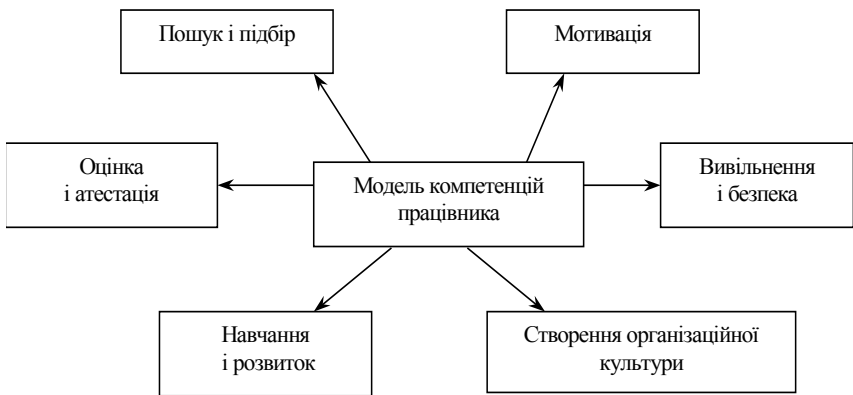 Пошук і підбір
Мотивація
Оцінка
і атестація
Модель компетенцій
працівника
Вивільнення
і безпека
Навчання
і розвиток
Створення організаційної
культури